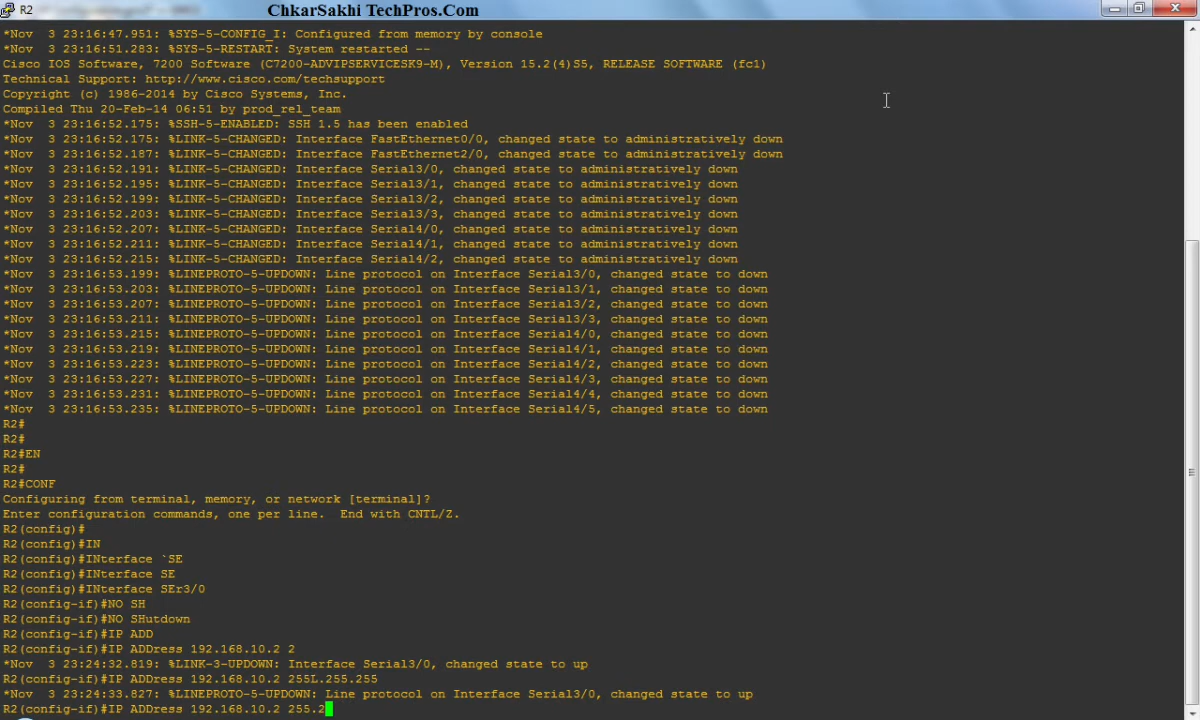 R2
ChkarSakhi TechPros.Com
*Nov  3 23:16:47.951: %SYS-5-CONFIG_I: Configured from memory by console
*Nov  3 23:16:51.283: %SYS-5-RESTART: System restarted --
Cisco IOS Software, 7200 Software (C7200-ADVIPSERVICESK9-M), Version 15.2(4)S5, RELEASE SOFTWARE (fc1)
Technical Support: http://www.cisco.com/techsupport
Copyright (c) 1986-2014 by Cisco Systems, Inc.
Compiled Thu 20-Feb-14 06:51 by prod_rel_team
*Nov  3 23:16:52.175: %SSH-5-ENABLED: SSH 1.5 has been enabled
*Nov  3 23:16:52.175: %LINK-5-CHANGED: Interface FastEthernet0/0, changed state to administratively down
*Nov  3 23:16:52.187: %LINK-5-CHANGED: Interface FastEthernet2/0, changed state to administratively down
*Nov  3 23:16:52.191: %LINK-5-CHANGED: Interface Serial3/0, changed state to administratively down
*Nov  3 23:16:52.195: %LINK-5-CHANGED: Interface Serial3/1, changed state to administratively down
*Nov  3 23:16:52.199: %LINK-5-CHANGED: Interface Serial3/2, changed state to administratively down
*Nov  3 23:16:52.203: %LINK-5-CHANGED: Interface Serial3/3, changed state to administratively down
*Nov  3 23:16:52.207: %LINK-5-CHANGED: Interface Serial4/0, changed state to administratively down
*Nov  3 23:16:52.211: %LINK-5-CHANGED: Interface Serial4/1, changed state to administratively down
*Nov  3 23:16:52.215: %LINK-5-CHANGED: Interface Serial4/2, changed state to administratively down
*Nov  3 23:16:53.199: %LINEPROTO-5-UPDOWN: Line protocol on Interface Serial3/0, changed state to down
*Nov  3 23:16:53.203: %LINEPROTO-5-UPDOWN: Line protocol on Interface Serial3/1, changed state to down
*Nov  3 23:16:53.207: %LINEPROTO-5-UPDOWN: Line protocol on Interface Serial3/2, changed state to down
*Nov  3 23:16:53.211: %LINEPROTO-5-UPDOWN: Line protocol on Interface Serial3/3, changed state to down
*Nov  3 23:16:53.215: %LINEPROTO-5-UPDOWN: Line protocol on Interface Serial4/0, changed state to down
*Nov  3 23:16:53.219: %LINEPROTO-5-UPDOWN: Line protocol on Interface Serial4/1, changed state to down
*Nov  3 23:16:53.223: %LINEPROTO-5-UPDOWN: Line protocol on Interface Serial4/2, changed state to down
*Nov  3 23:16:53.227: %LINEPROTO-5-UPDOWN: Line protocol on Interface Serial4/3, changed state to down
*Nov  3 23:16:53.231: %LINEPROTO-5-UPDOWN: Line protocol on Interface Serial4/4, changed state to down
*Nov  3 23:16:53.235: %LINEPROTO-5-UPDOWN: Line protocol on Interface Serial4/5, changed state to down
R2#
R2#
R2#EN
R2#
R2#CONF
Configuring from terminal, memory, or network [terminal]?
Enter configuration commands, one per line.  End with CNTL/Z.
R2(config)#
R2(config)#IN
R2(config)#INterface `SE
R2(config)#INterface SE
R2(config)#INterface SEr3/0
R2(config-if)#NO SH
R2(config-if)#NO SHutdown
R2(config-if)#IP ADD
R2(config-if)#IP ADDress 192.168.10.2 2
*Nov  3 23:24:32.819: %LINK-3-UPDOWN: Interface Serial3/0, changed state to up
R2(config-if)#IP ADDress 192.168.10.2 255L.255.255
*Nov  3 23:24:33.827: %LINEPROTO-5-UPDOWN: Line protocol on Interface Serial3/0, changed state to up
R2(config-if)#IP ADDress 192.168.10.2 255.2